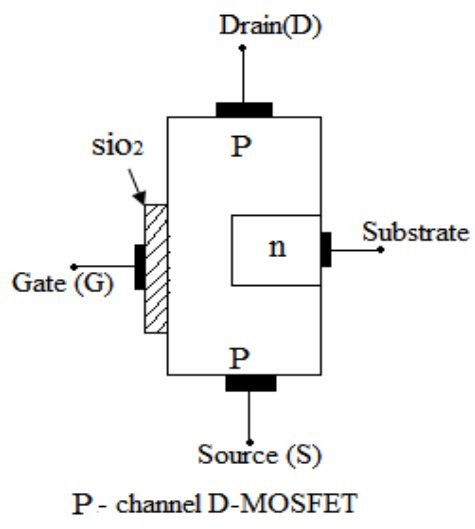 Drain(D)
P
sio₂
n
Substrate
Gate (G)
P
Source (S)
P - channel D-MOSFET